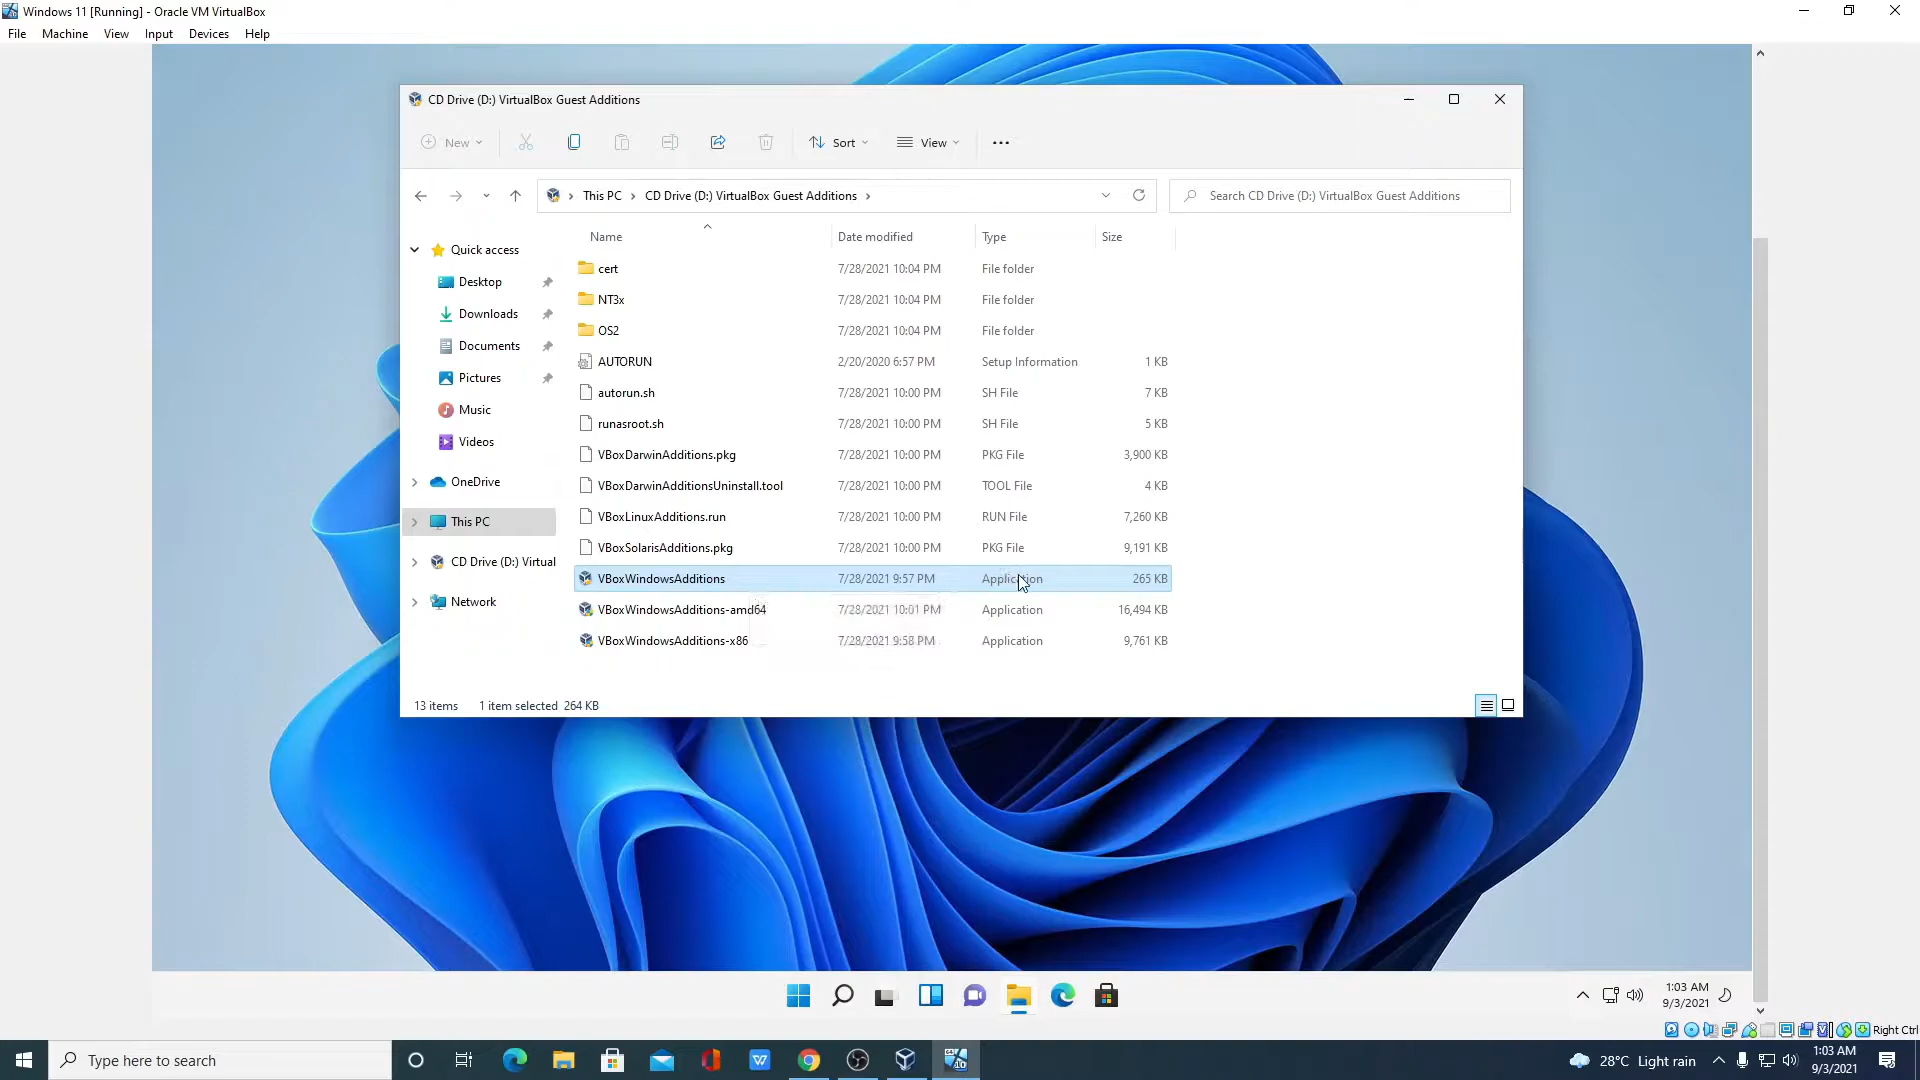 Windows 11 [Running] - Oracle VM VirtualBox
File Machine View Input Devices Help
CD Drive (D:) VirtualBox Guest Additions
New Sort View
This PC CD Drive (D:) VirtualBox Guest Additions
Search CD Drive (D:) VirtualBox Guest Additions
Quick access
Desktop
Downloads
Documents
Pictures
Music
Videos
OneDrive
This PC
CD Drive (D:) Virtual
Network
Name Date modified Type Size
cert 7/28/2021 10:04 PM File folder
NT3x 7/28/2021 10:04 PM File folder
OS2 7/28/2021 10:04 PM File folder
AUTORUN 2/20/2020 6:57 PM Setup Information 1 KB
autorun.sh 7/28/2021 10:00 PM SH File 7 KB
runasroot.sh 7/28/2021 10:00 PM SH File 5 KB
VBoxDarwinAdditions.pkg 7/28/2021 10:00 PM PKG File 3,900 KB
VBoxDarwinAdditionsUninstall.tool 7/28/2021 10:00 PM TOOL File 4 KB
VBoxLinuxAdditions.run 7/28/2021 10:00 PM RUN File 7,260 KB
VBoxSolarisAdditions.pkg 7/28/2021 10:00 PM PKG File 9,191 KB
VBoxWindowsAdditions 7/28/2021 9:57 PM Application 265 KB
VBoxWindowsAdditions-amd64 7/28/2021 10:01 PM Application 16,494 KB
VBoxWindowsAdditions-x86 7/28/2021 9:58 PM Application 9,761 KB
13 items 1 item selected 264 KB
1:03 AM
9/3/2021
Right Ctrl
Type here to search
28°C Light rain
1:03 AM
9/3/2021